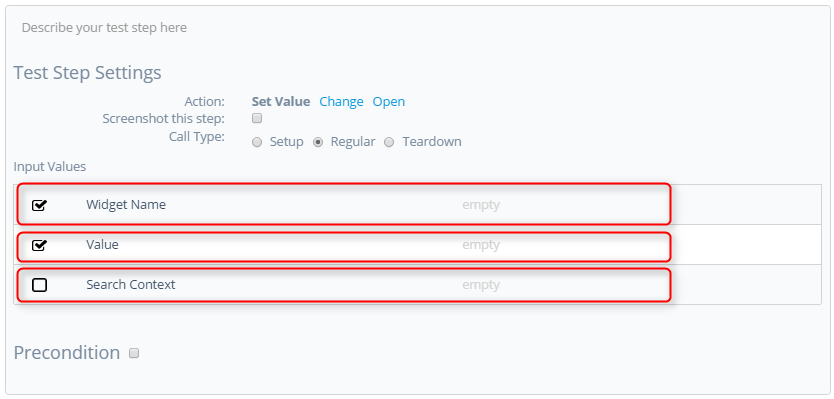 Describe your test step here
Test Step Settings
Action: Set Value Change Open
Screenshot this step:
Call Type: Setup Regular Teardown
Input Values
Widget Name empty
Value empty
Search Context empty
Precondition